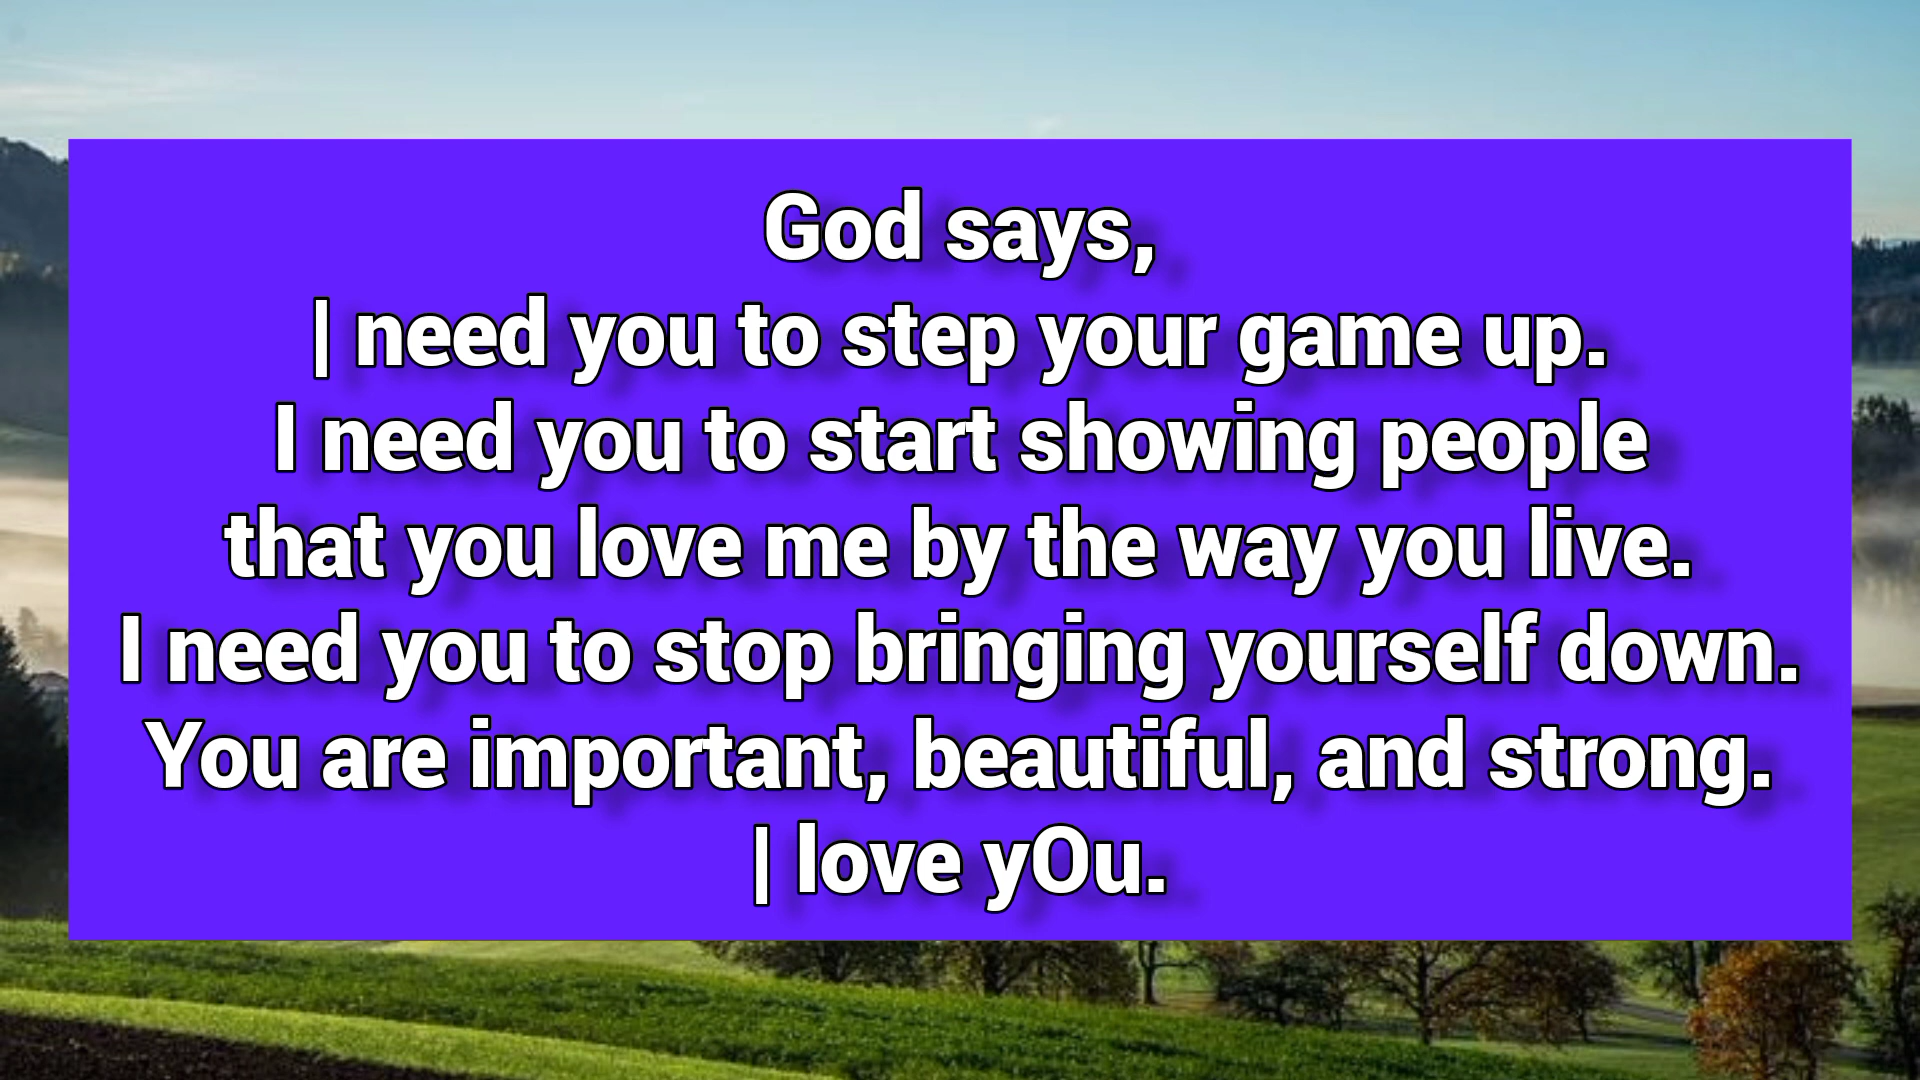 God says,
| need you to step your game up.
I need you to start showing people
that you love me by the way you live.
I need you to stop bringing yourself down.
You are important, beautiful, and strong.
| love yOu.